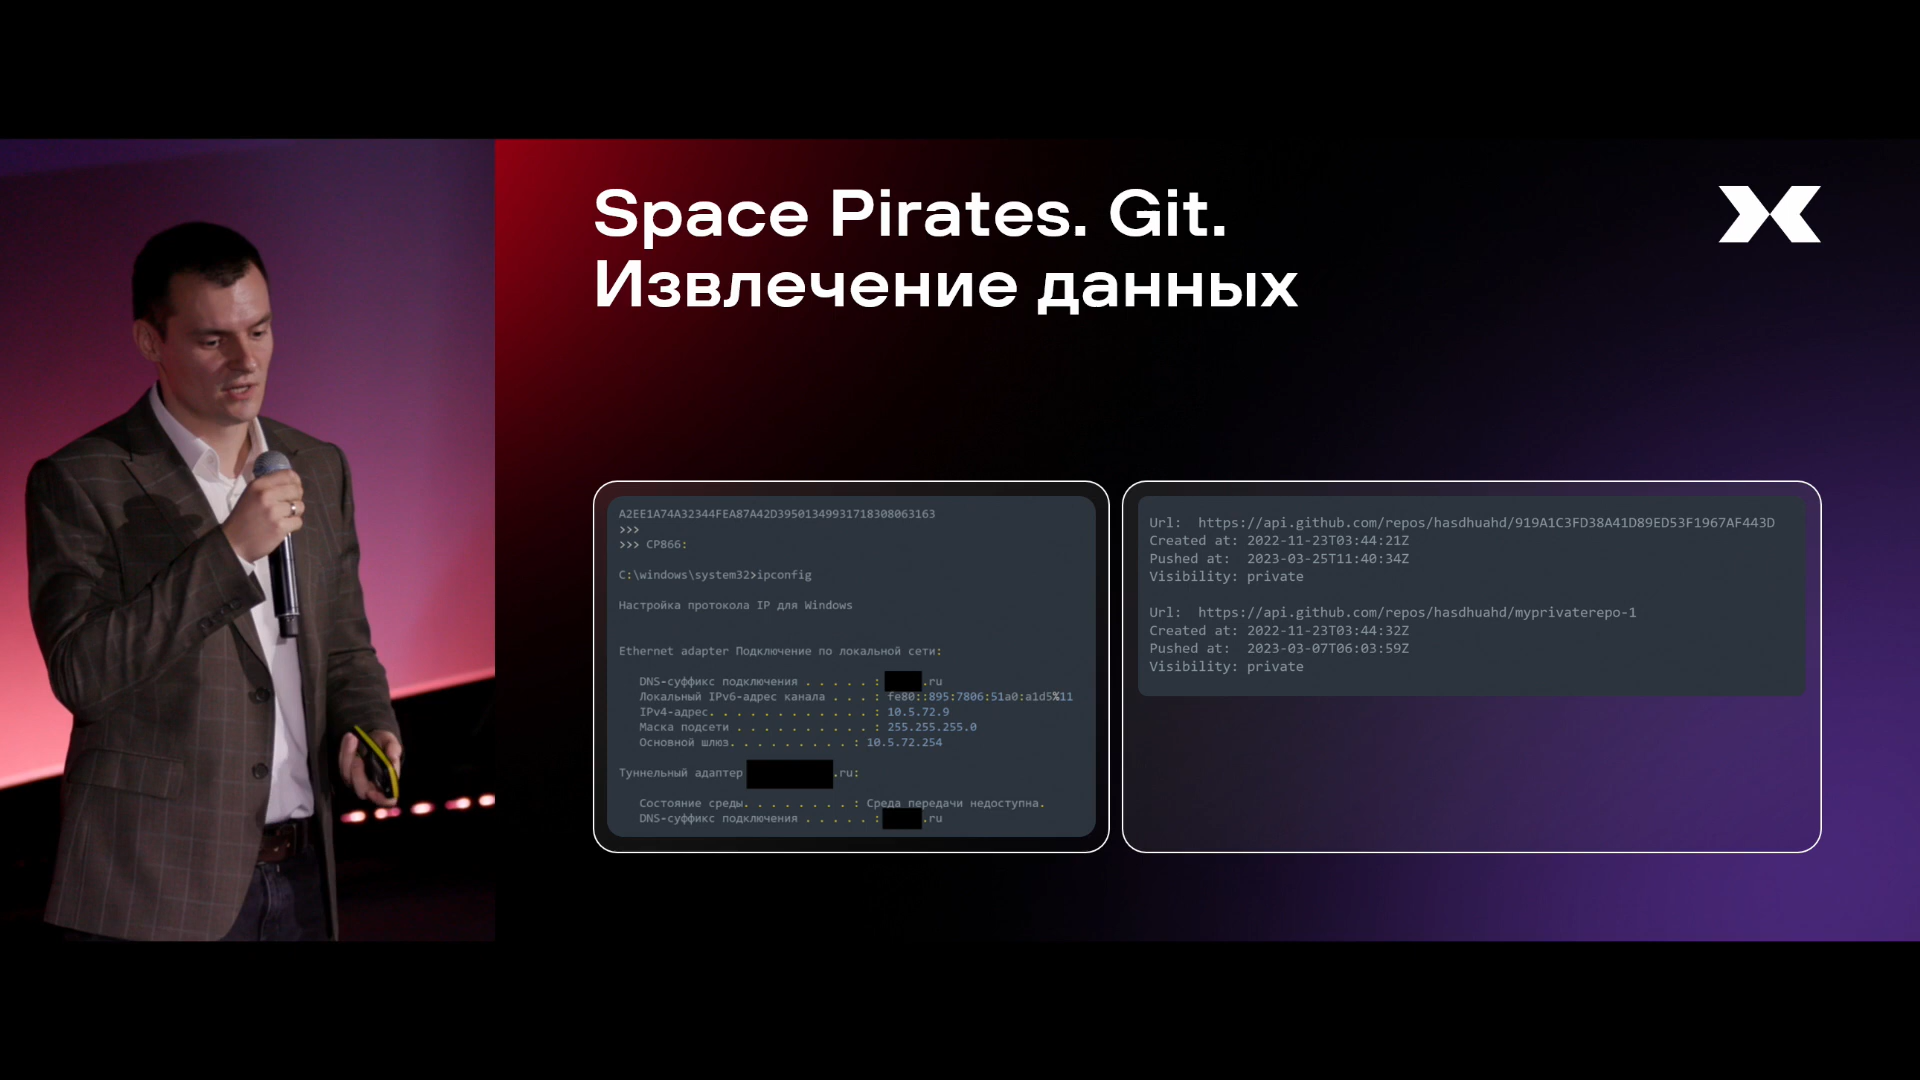 Space Pirates. Git.
Извлечение данных
A2EE1A74A32344FEA87A42D39501349931718308063163
>>>
>>> CP866:
C:\windows\system32>ipconfig
Настройка протокола IP для Windows
Ethernet adapter Подключение по локальной сети:
DNS-суффикс подключения . . . . . : .ru
Локальный IPv6-адрес канала . . . : fe80::895:7806:51a0:a1d5%11
IPv4-адрес. . . . . . . . . . . . : 10.5.72.9
Маска подсети . . . . . . . . . . : 255.255.255.0
Основной шлюз. . . . . . . . . : 10.5.72.254
Туннельный адаптер .ru:
Состояние среды. . . . . . . . : Среда передачи недоступна.
DNS-суффикс подключения . . . . . : .ru
Url: https://api.github.com/repos/hasdhuahd/919A1C3FD38A41D89ED53F1967AF443D
Created at: 2022-11-23T03:44:21Z
Pushed at: 2023-03-25T11:40:34Z
Visibility: private
Url: https://api.github.com/repos/hasdhuahd/myprivaterepo-1
Created at: 2022-11-23T03:44:32Z
Pushed at: 2023-03-07T06:03:59Z
Visibility: private